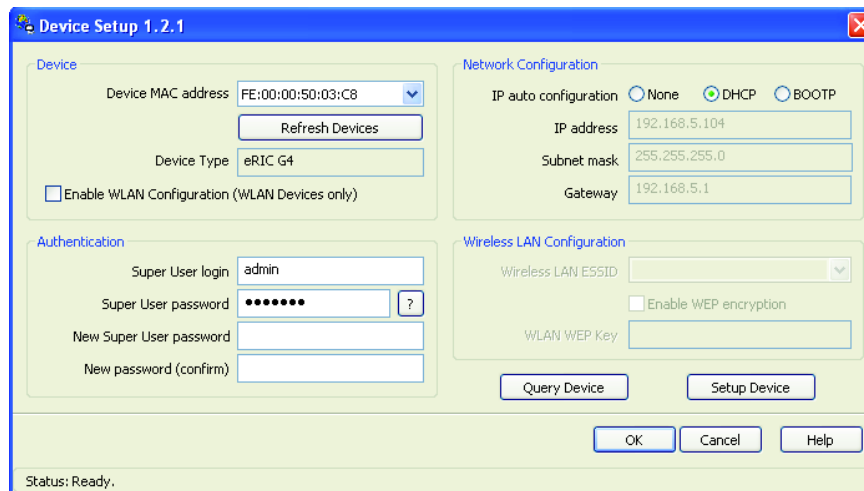 Device Setup 1.2.1
Device
Device MAC address FE:00:00:50:03:C8
Refresh Devices
Device Type eRIC G4
Enable WLAN Configuration (WLAN Devices only)
Network Configuration
IP auto configuration None DHCP BOOTP
IP address 192.168.5.104
Subnet mask 255.255.255.0
Gateway 192.168.5.1
Authentication
Super User login admin
Super User password ●●●●●●● ?
New Super User password
New password (confirm)
Wireless LAN Configuration
Wireless LAN ESSID
Enable WEP encryption
WLAN WEP Key
Query Device Setup Device
OK Cancel Help
Status: Ready.